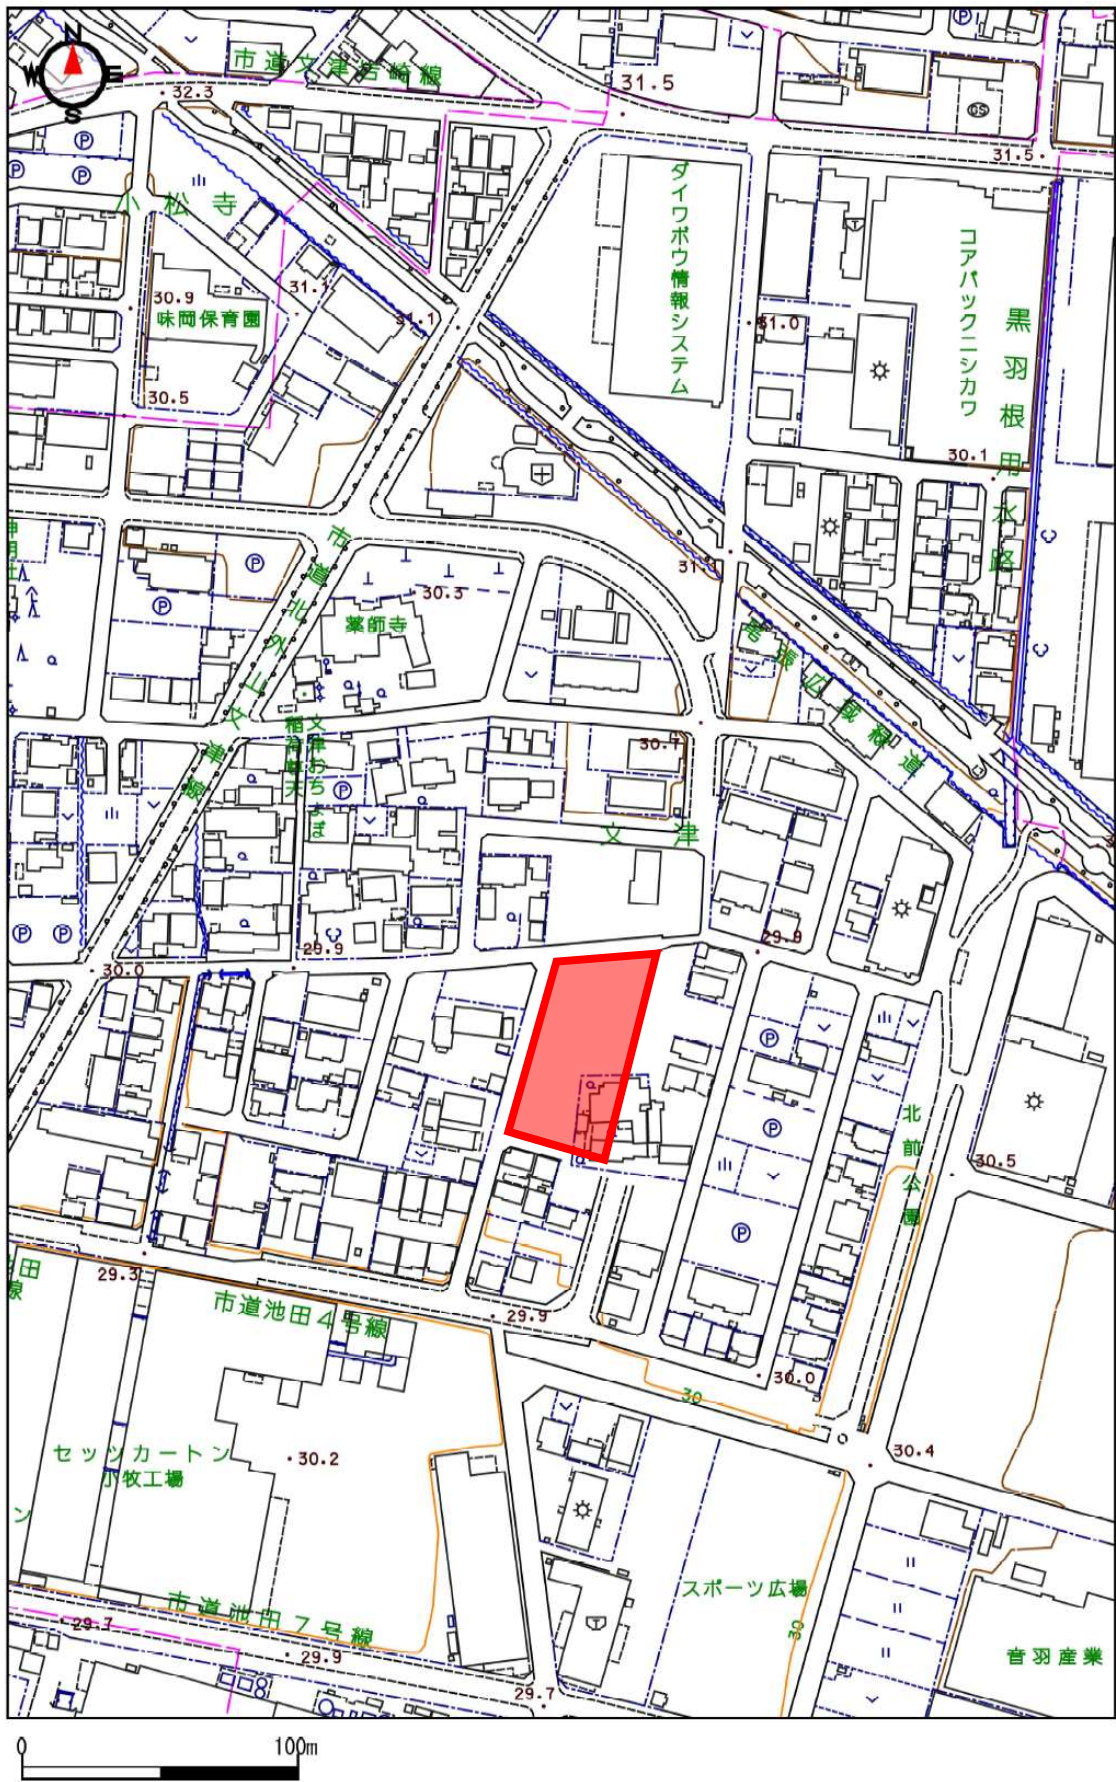 N
W E
S
市道文津岩崎線
32.3
31.5
P
GS
P
P
31.5
小松寺
ダイワボウ情報システム
コアパックニシカワ
黒羽根用水路
30.9
味岡保育園
31.1
31.1
31.0
30.5
30.1
市道北外山文津線
P
31.1
30.3
P
薬師寺
尾張広域緑道
文津おちょぼ
稲荷尊天
30.7
P
文津
P P
29.9
29.9
30.0
P
北前公園
P
30.5
P
29.3
市道池田4号線
29.9
30.0
30
30.4
セッツカートン
小牧工場
30.2
ン
スポーツ広場
市道池田7号線
30
29.7
29.9
音羽産業
29.7
0 100m